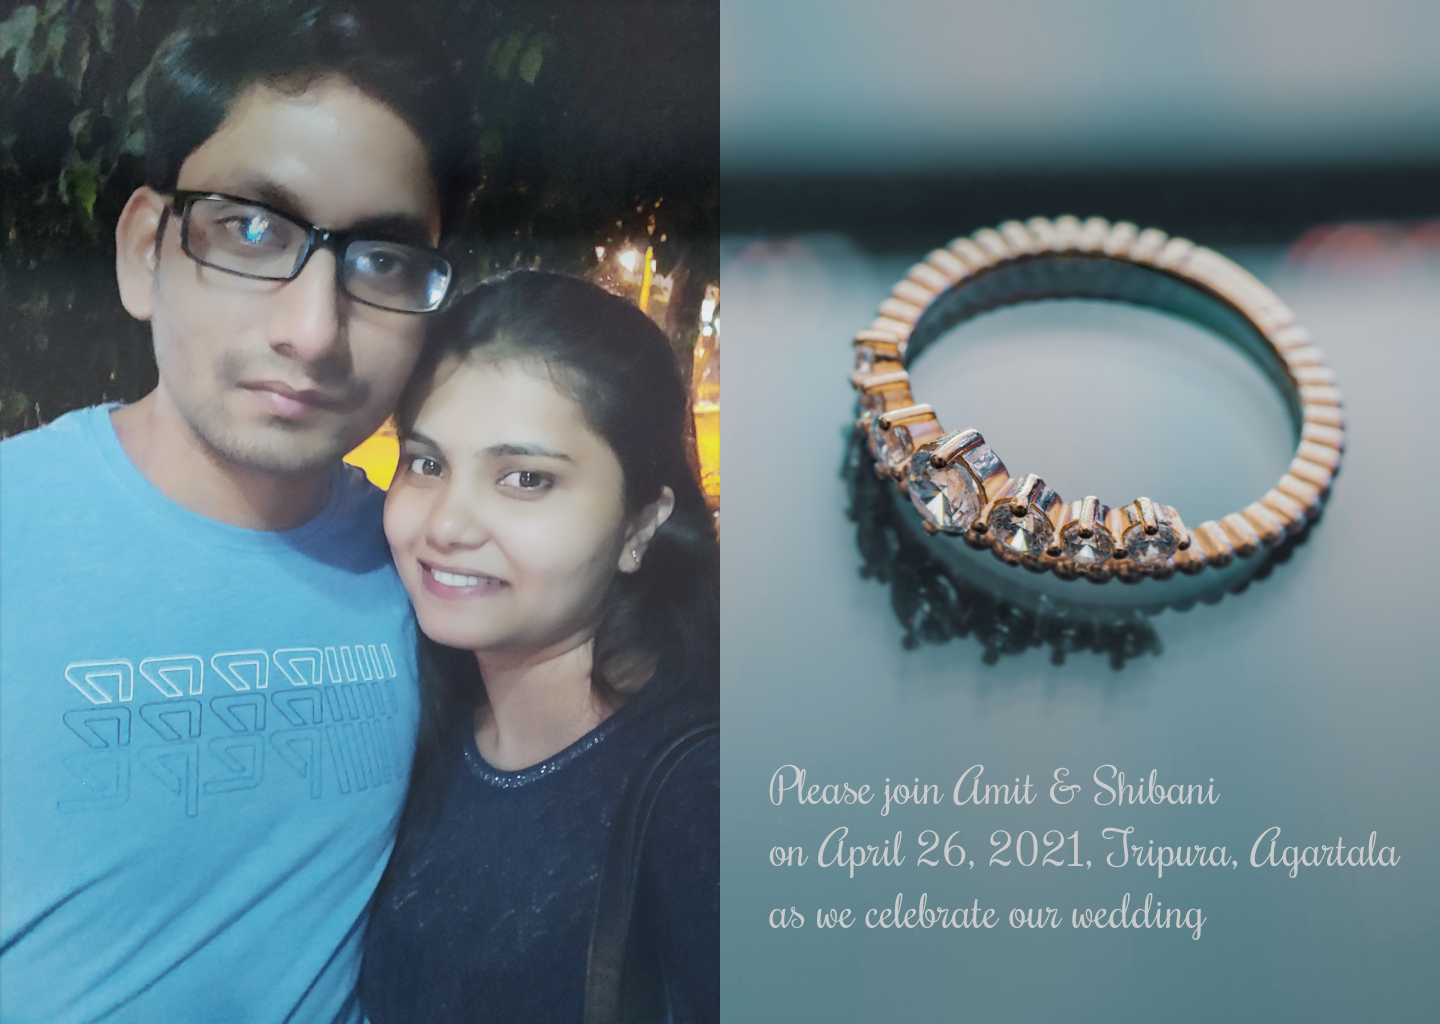 Please join Amit & Shibani
on April 26, 2021, Tripura, Agartala
as we celebrate our wedding